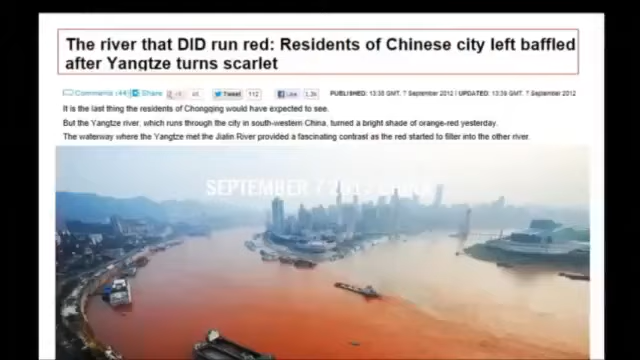 The river that DID run red: Residents of Chinese city left baffled
after Yangtze turns scarlet
Comments (44) Share Tweet 112 Like
PUBLISHED: 13:35 GMT, 7 September 2012 | UPDATED: 13:39 GMT, 7 September 2012
It is the last thing the residents of Chongqing would have expected to see.
But the Yangtze river, which runs through the city in south-western China, turned a bright shade of orange-red yesterday.
The waterway where the Yangtze met the Jialin River provided a fascinating contrast as the red started to filter into the other river.
SEPTEMBER 7 2012